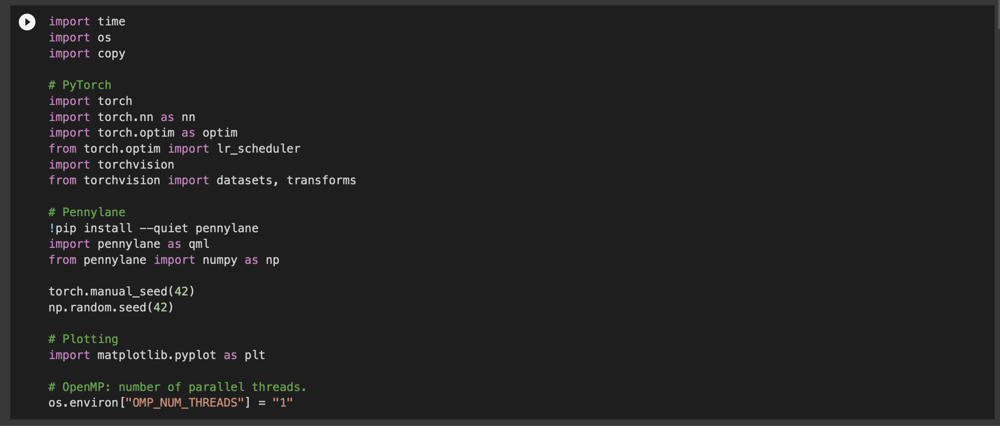 import time
import os
import copy
# PyTorch
import torch
import torch.nn as nn
import torch.optim as optim
from torch.optim import lr_scheduler
import torchvision
from torchvision import datasets, transforms
# Pennylane
!pip install --quiet pennylane
import pennylane as qml
from pennylane import numpy as np
torch.manual_seed(42)
np.random.seed(42)
# Plotting
import matplotlib.pyplot as plt
# OpenMP: number of parallel threads.
os.environ["OMP_NUM_THREADS"] = "1"